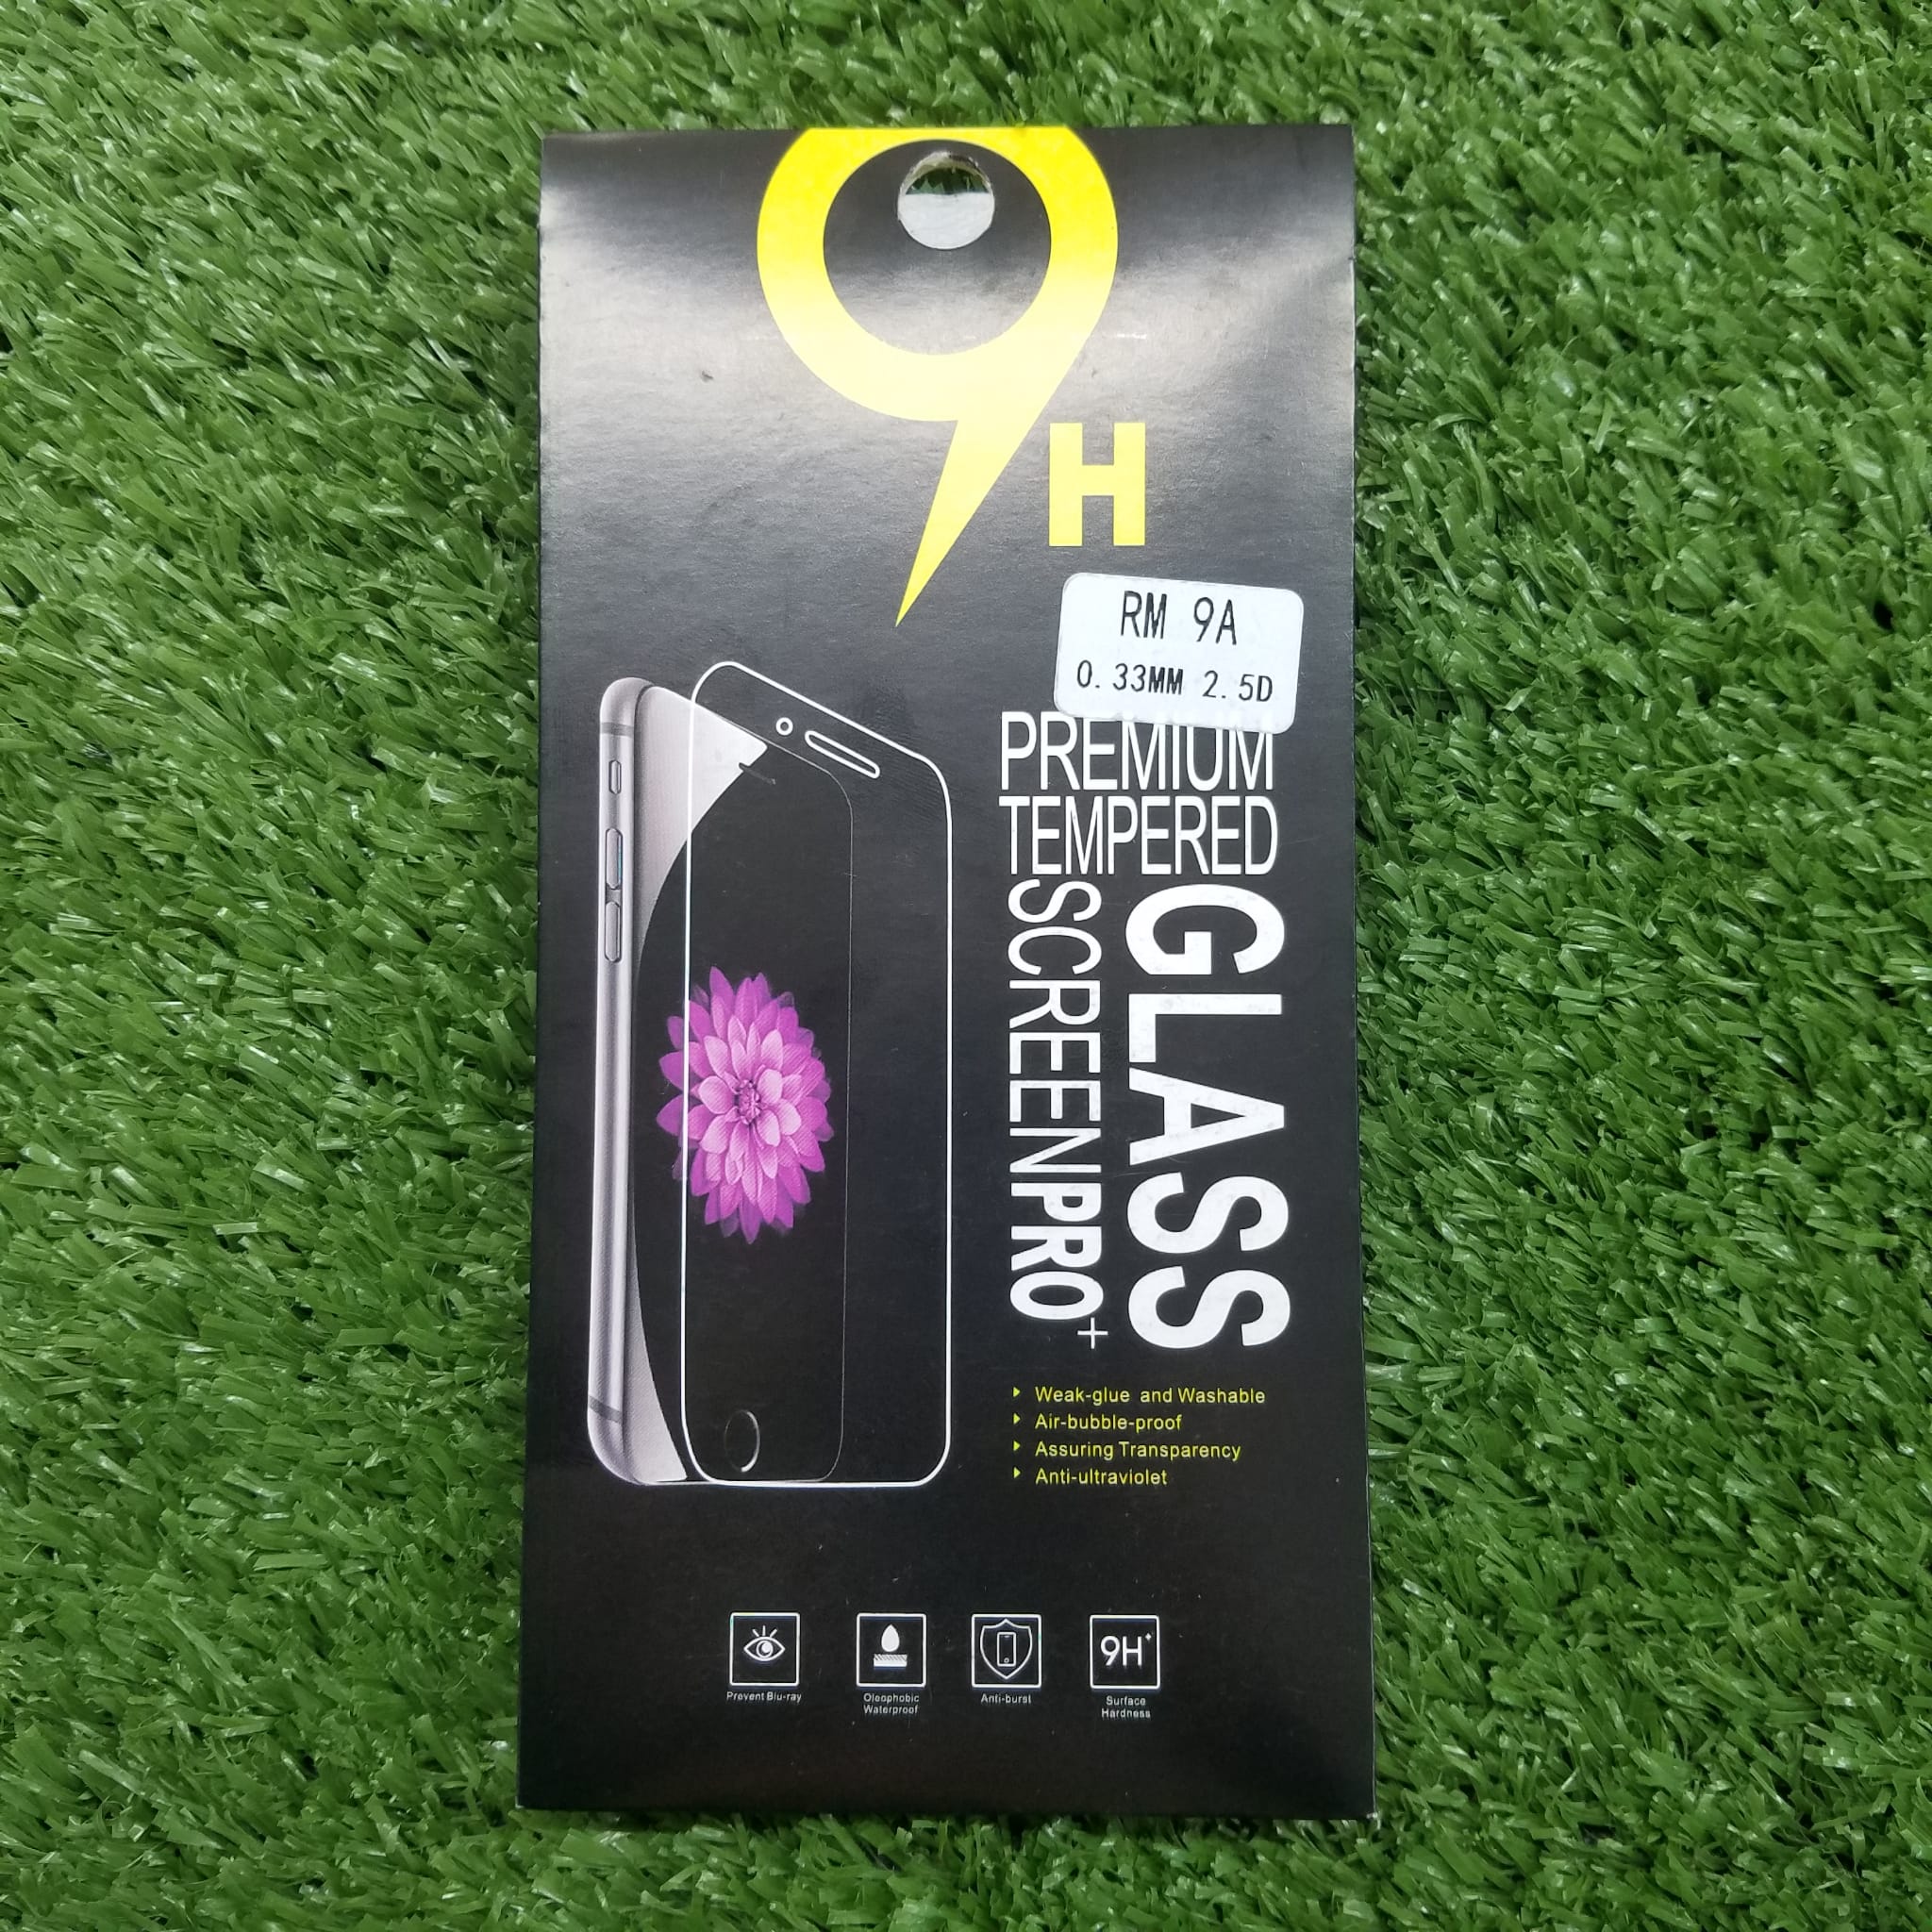 9H
RM 9A
0.33MM 2.5D
PREMIUM
TEMPERED
GLASS
SCREENPRO+
Weak-glue and Washable
Air-bubble-proof
Assuring Transparency
Anti-ultraviolet
Prevent Blu-ray
Oleophobic
Waterproof
Anti-burst
9H+
Surface
Hardness